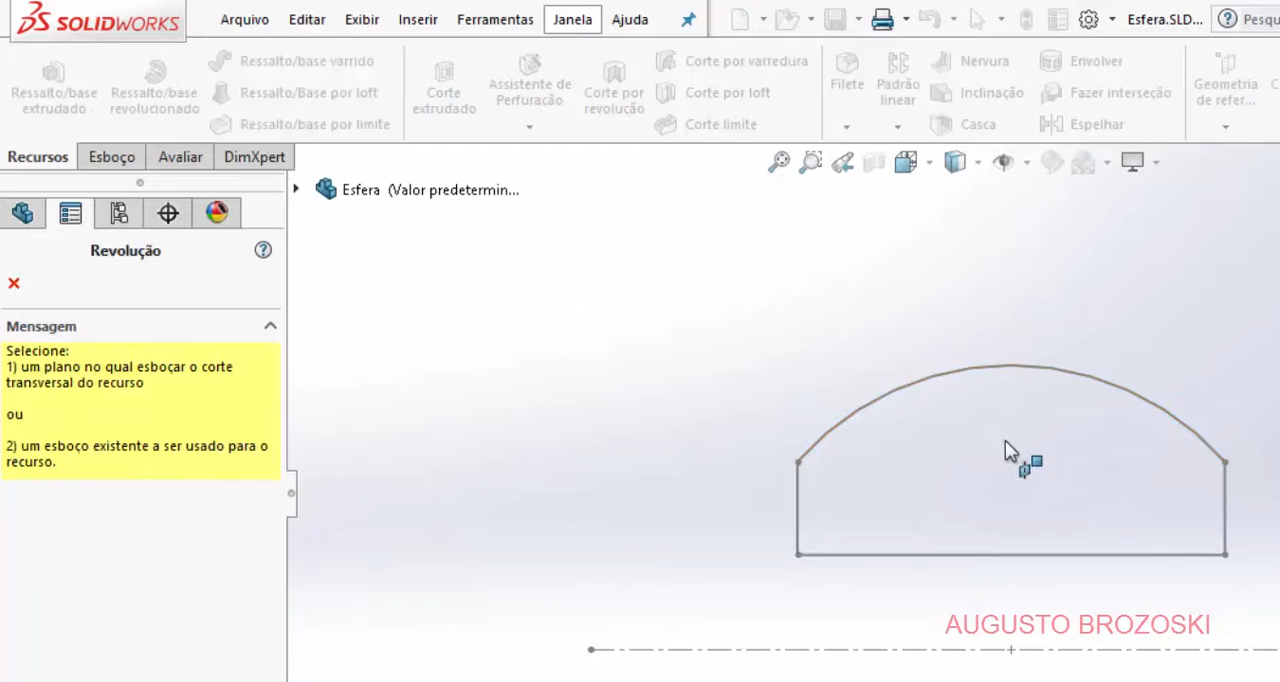 SOLIDWORKS Arquivo Editar Exibir Inserir Ferramentas Janela Ajuda Esfera.SLD... Pesqu
Ressalto/base extrudado
Ressalto/base revolucionado
Ressalto/base varrido
Ressalto/base por loft
Ressalto/base por limite
Corte extrudado
Assistente de Perfuração
Corte por revolução
Corte por varredura
Corte por loft
Corte limite
Filete
Padrão linear
Nervura
Inclinação
Casca
Envolver
Fazer interseção
Espelhar
Geometria de refer...
Recursos Esboço Avaliar DimXpert
Esfera (Valor predetermin...
Revolução
Mensagem
Selecione:
1) um plano no qual esboçar o corte
transversal do recurso
ou
2) um esboço existente a ser usado para o
recurso.
AUGUSTO BROZOSKI